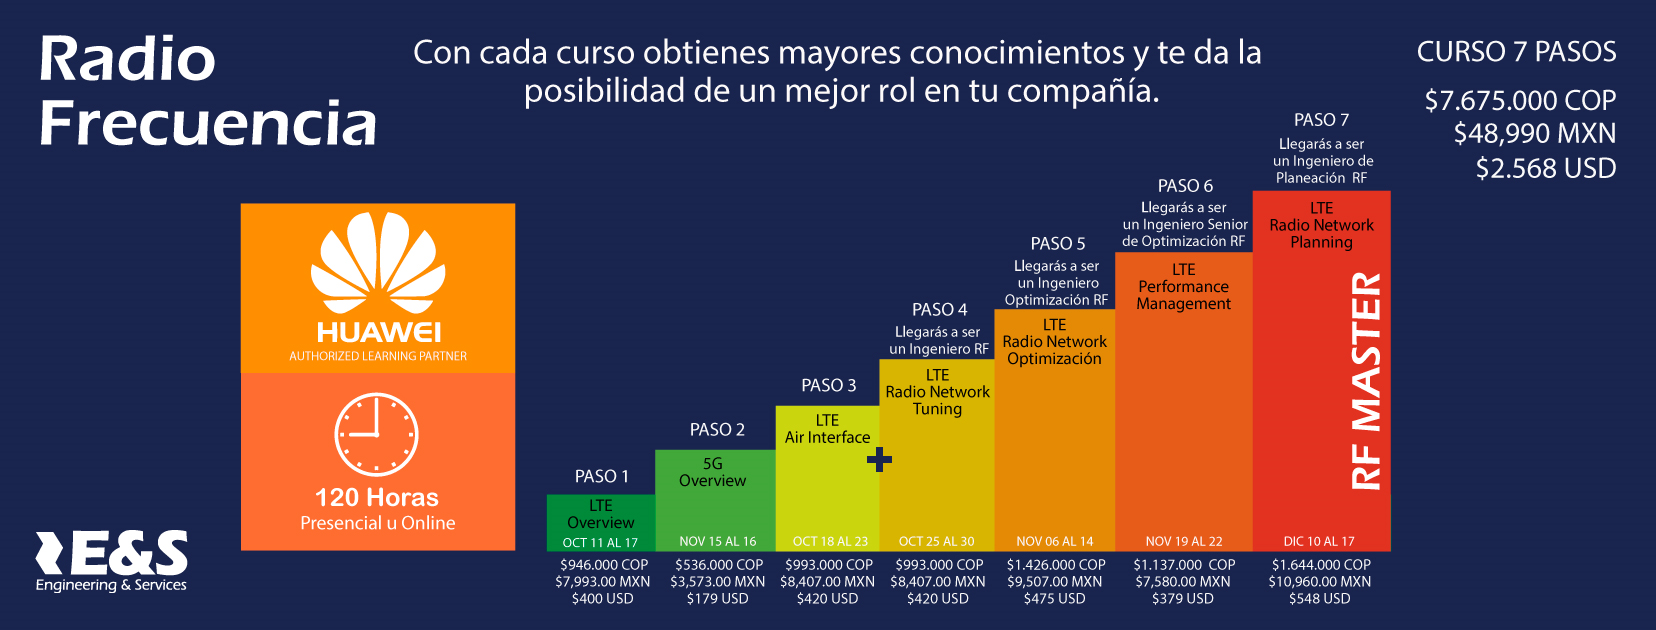 Radio
Frecuencia
Con cada curso obtienes mayores conocimientos y te da la
posibilidad de un mejor rol en tu compañía.
CURSO 7 PASOS
$7.675.000 COP
$48,990 MXN
$2.568 USD
HUAWEI
AUTHORIZED LEARNING PARTNER
120 Horas
Presencial u Online
E&S
Engineering & Services
PASO 1
LTE
Overview
OCT 11 AL 17
$946.000 COP
$7,993.00 MXN
$400 USD
PASO 2
5G
Overview
NOV 15 AL 16
$536.000 COP
$3,573.00 MXN
$179 USD
PASO 3
LTE
Air Interface
OCT 18 AL 23
$993.000 COP
$8,407.00 MXN
$420 USD
+
PASO 4
Llegarás a ser
un Ingeniero RF
LTE
Radio Network
Tuning
OCT 25 AL 30
$993.000 COP
$8,407.00 MXN
$420 USD
PASO 5
Llegarás a ser
un Ingeniero
Optimización RF
LTE
Radio Network
Optimización
NOV 06 AL 14
$1.426.000 COP
$9,507.00 MXN
$475 USD
PASO 6
Llegarás a ser
un Ingeniero Senior
de Optimización RF
LTE
Performance
Management
NOV 19 AL 22
$1.137.000 COP
$7,580.00 MXN
$379 USD
PASO 7
Llegarás a ser
un Ingeniero de
Planeación RF
LTE
Radio Network
Planning
RF MASTER
DIC 10 AL 17
$1.644.000 COP
$10,960.00 MXN
$548 USD